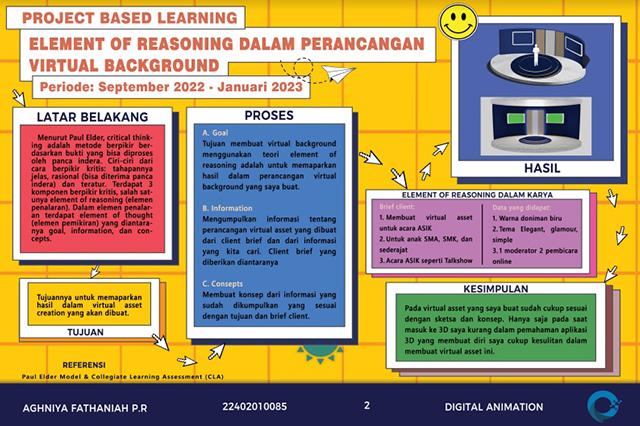 PROJECT BASED LEARNING
ELEMENT OF REASONING DALAM PERANCANGAN
VIRTUAL BACKGROUND
Periode: September 2022 - Januari 2023
LATAR BELAKANG
Menurut Paul Elder, critical think-
ing adalah metode berpikir ber-
dasarkan bukti yang bisa diproses
oleh panca indera. Ciri-ciri dari
cara berpikir kritis: tahapannya
jelas, rasional (bisa diterima panca
indera) dan teratur. Terdapat 3
komponen berpikir kritis, salah sat-
unya element of reasoning (elemen
penalaran). Dalam elemen penalar-
an terdapat element of thought
(elemen pemikiran) yang diantara-
nya goal, information, dan con-
cepts.
Tujuannya untuk memaparkan
hasil dalam virtual asset
creation yang akan dibuat.
TUJUAN
REFERENSI
Paul Elder Model & Collegiate Learning Assessment (CLA)
PROSES
A. Goal
Tujuan membuat virtual background
menggunakan teori element of
reasoning adalah untuk memaparkan
hasil dalam perancangan virtual
background yang saya buat.
B. Information
Mengumpulkan informasi tentang
perancangan virtual asset yang dibuat
dari client brief dan dari informasi
yang kita cari. Client brief yang
diberikan diantaranya
C. Concepts
Membuat konsep dari informasi yang
sudah dikumpulkan yang sesuai
dengan tujuan dan brief client.
HASIL
ELEMENT OF REASONING DALAM KARYA
Brief client:
1. Membuat virtual asset
untuk acara ASIK
2. Untuk anak SMA, SMK, dan
sederajat
3. Acara ASIK seperti Talkshow
Data yang didapat:
1. Warna doniman biru
2. Tema Elegant, glamour,
simple
3. 1 moderator 2 pembicara
online
KESIMPULAN
Pada virtual asset yang saya buat sudah cukup sesuai
dengan sketsa dan konsep. Hanya saja pada saat
masuk ke 3D saya kurang dalam pemahaman aplikasi
3D yang membuat diri saya cukup kesulitan dalam
membuat virtual asset ini.
AGHNIYA FATHANIAH P.R
22402010085
2
DIGITAL ANIMATION